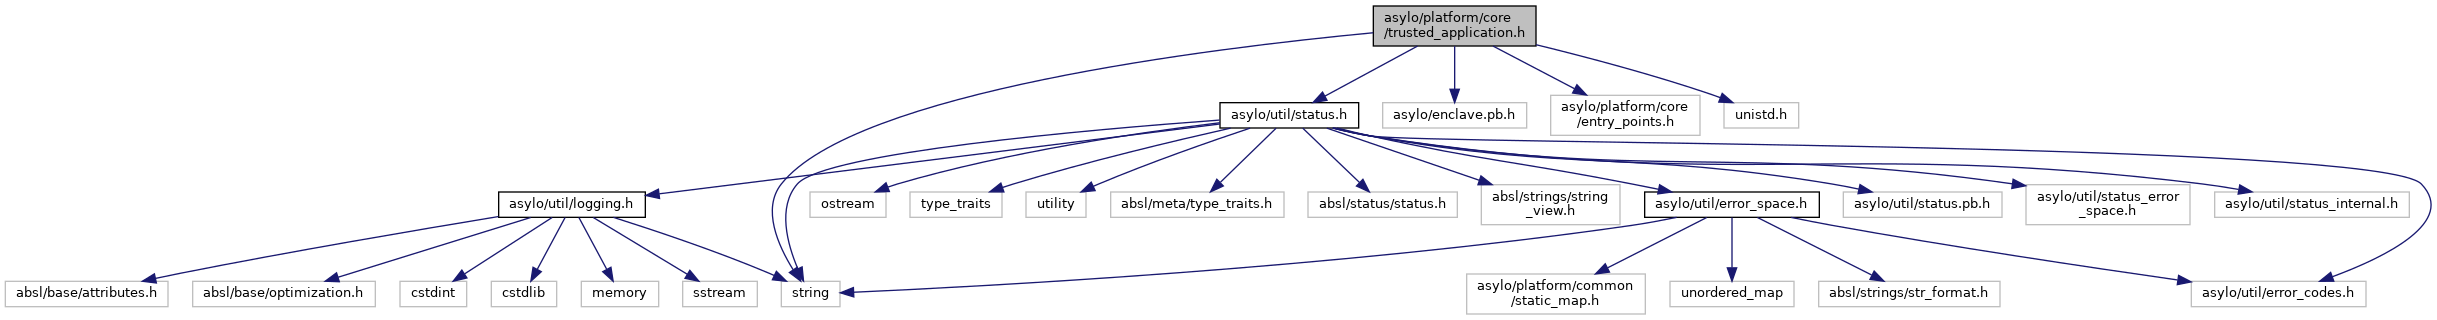 asylo/platform/core
/trusted_application.h
asylo/util/status.h
asylo/enclave.pb.h
asylo/platform/core
/entry_points.h
unistd.h
asylo/util/logging.h
ostream
type_traits
utility
absl/meta/type_traits.h
absl/status/status.h
absl/strings/string
_view.h
asylo/util/error_space.h
asylo/util/status.pb.h
asylo/util/status_error
_space.h
asylo/util/status_internal.h
absl/base/attributes.h
absl/base/optimization.h
cstdint
cstdlib
memory
sstream
string
asylo/platform/common
/static_map.h
unordered_map
absl/strings/str_format.h
asylo/util/error_codes.h